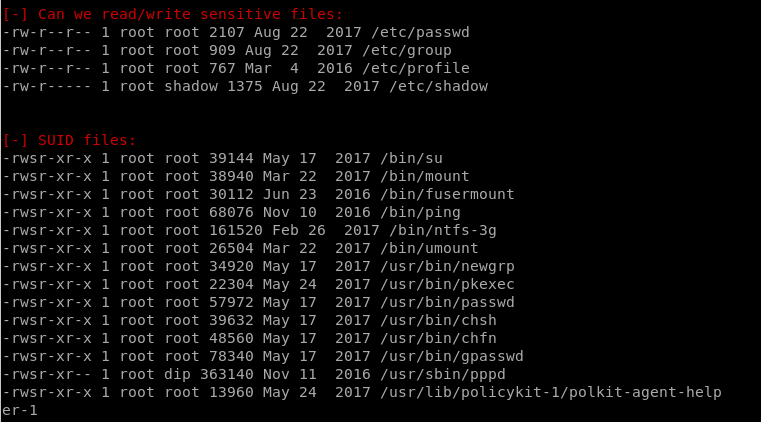 [-] Can we read/write sensitive files:
-rw-r--r-- 1 root root 2107 Aug 22  2017 /etc/passwd
-rw-r--r-- 1 root root 909 Aug 22  2017 /etc/group
-rw-r--r-- 1 root root 767 Mar  4  2016 /etc/profile
-rw-r----- 1 root shadow 1375 Aug 22  2017 /etc/shadow
[-] SUID files:
-rwsr-xr-x 1 root root 39144 May 17  2017 /bin/su
-rwsr-xr-x 1 root root 38940 Mar 22  2017 /bin/mount
-rwsr-xr-x 1 root root 30112 Jun 23  2016 /bin/fusermount
-rwsr-xr-x 1 root root 68076 Nov 10  2016 /bin/ping
-rwsr-xr-x 1 root root 161520 Feb 26  2017 /bin/ntfs-3g
-rwsr-xr-x 1 root root 26504 Mar 22  2017 /bin/umount
-rwsr-xr-x 1 root root 34920 May 17  2017 /usr/bin/newgrp
-rwsr-xr-x 1 root root 22304 May 24  2017 /usr/bin/pkexec
-rwsr-xr-x 1 root root 57972 May 17  2017 /usr/bin/passwd
-rwsr-xr-x 1 root root 39632 May 17  2017 /usr/bin/chsh
-rwsr-xr-x 1 root root 48560 May 17  2017 /usr/bin/chfn
-rwsr-xr-x 1 root root 78340 May 17  2017 /usr/bin/gpasswd
-rwsr-xr-- 1 root dip 363140 Nov 11  2016 /usr/sbin/pppd
-rwsr-xr-x 1 root root 13960 May 24  2017 /usr/lib/policykit-1/polkit-agent-help
er-1